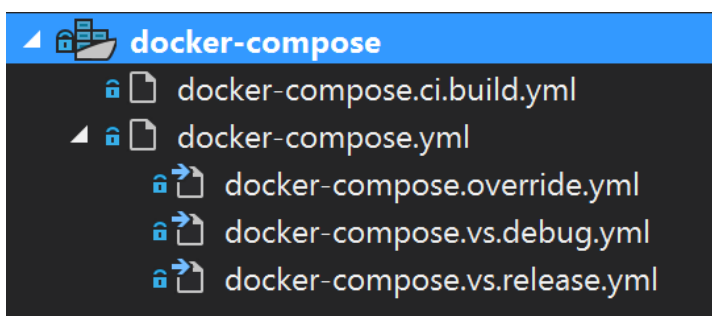 docker-compose
docker-compose.ci.build.yml
docker-compose.yml
docker-compose.override.yml
docker-compose.vs.debug.yml
docker-compose.vs.release.yml